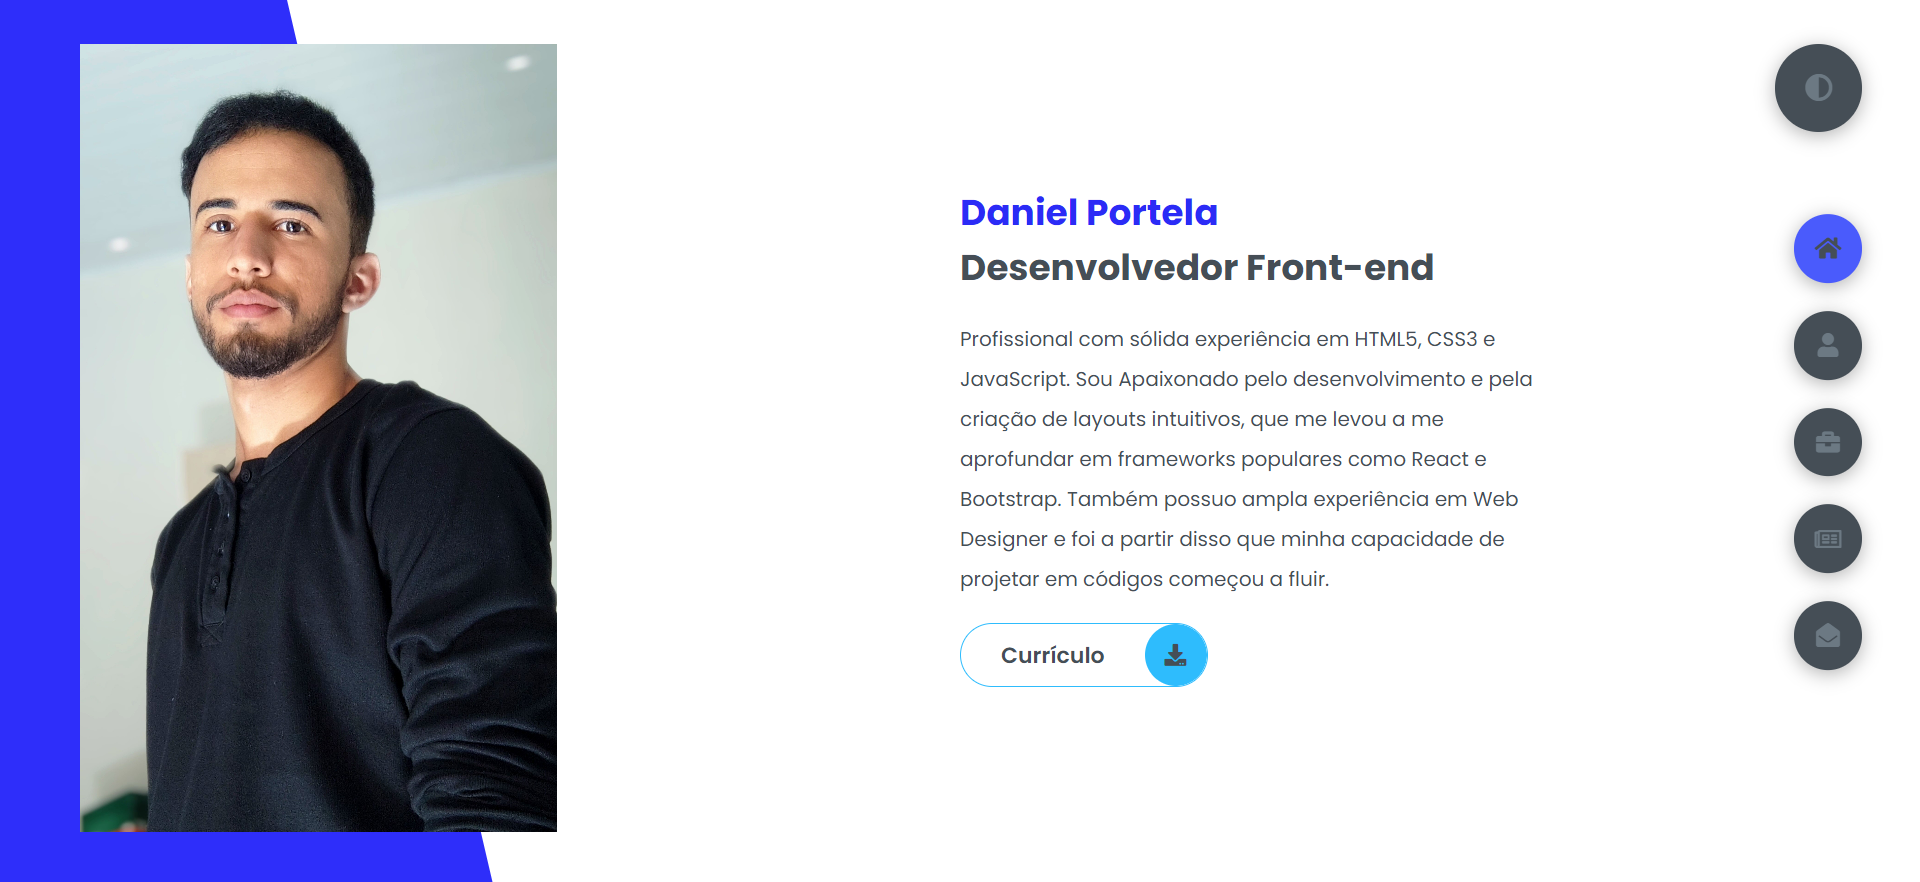 Daniel Portela
Desenvolvedor Front-end
Profissional com sólida experiência em HTML5, CSS3 e
JavaScript. Sou Apaixonado pelo desenvolvimento e pela
criação de layouts intuitivos, que me levou a me
aprofundar em frameworks populares como React e
Bootstrap. Também possuo ampla experiência em Web
Designer e foi a partir disso que minha capacidade de
projetar em códigos começou a fluir.
Currículo